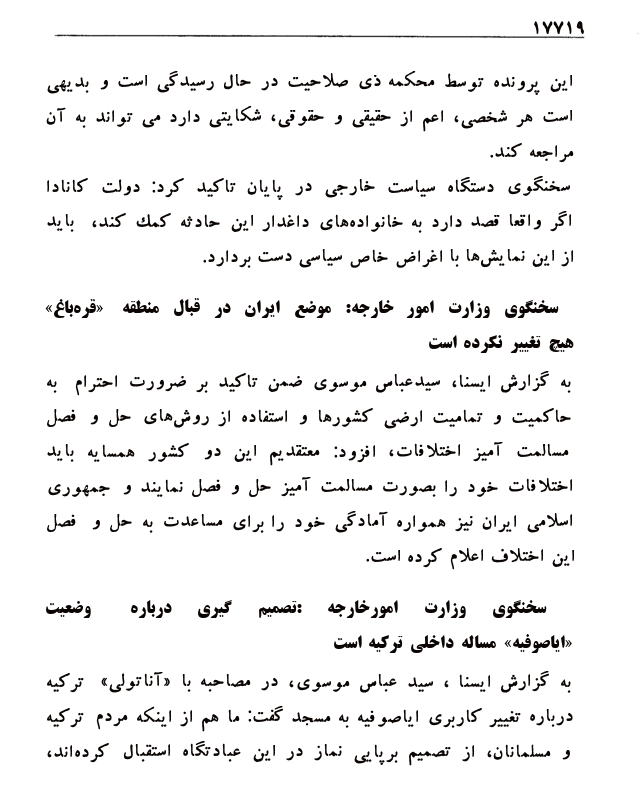 ۱۷۷۱۹
این پرونده توسط محکمه ذی صلاحیت در حال رسیدگی است و بدیهی
است هر شخصی، اعم از حقیقی و حقوقی، شکایتی دارد می تواند به آن
مراجعه کند.
سخنگوی دستگاه سیاست خارجی در پایان تاکید کرد: دولت کانادا
اگر واقعا قصد دارد به خانواده‌های داغدار این حادثه کمك کند، باید
از این نمایش‌ها با اغراض خاص سیاسی دست بردارد.
سخنگوی وزارت امور خارجه: موضع ایران در قبال منطقه «قره‌باغ»
هیچ تغییر نکرده است
به گزارش ایسنا، سیدعباس موسوی ضمن تاکید بر ضرورت احترام به
حاکمیت و تمامیت ارضی کشورها و استفاده از روش‌های حل و فصل
مسالمت آمیز اختلافات، افزود: معتقدیم این دو کشور همسایه باید
اختلافات خود را بصورت مسالمت آمیز حل و فصل نمایند و جمهوری
اسلامی ایران نیز همواره آمادگی خود را برای مساعدت به حل و فصل
این اختلاف اعلام کرده است.
سخنگوی وزارت امورخارجه :تصمیم گیری درباره وضعیت
«ایاصوفیه» مساله داخلی ترکیه است
به گزارش ایسنا ، سید عباس موسوی، در مصاحبه با «آناتولی» ترکیه
درباره تغییر کاربری ایاصوفیه به مسجد گفت: ما هم از اینکه مردم ترکیه
و مسلمانان، از تصمیم برپایی نماز در این عبادتگاه استقبال کرده‌اند،